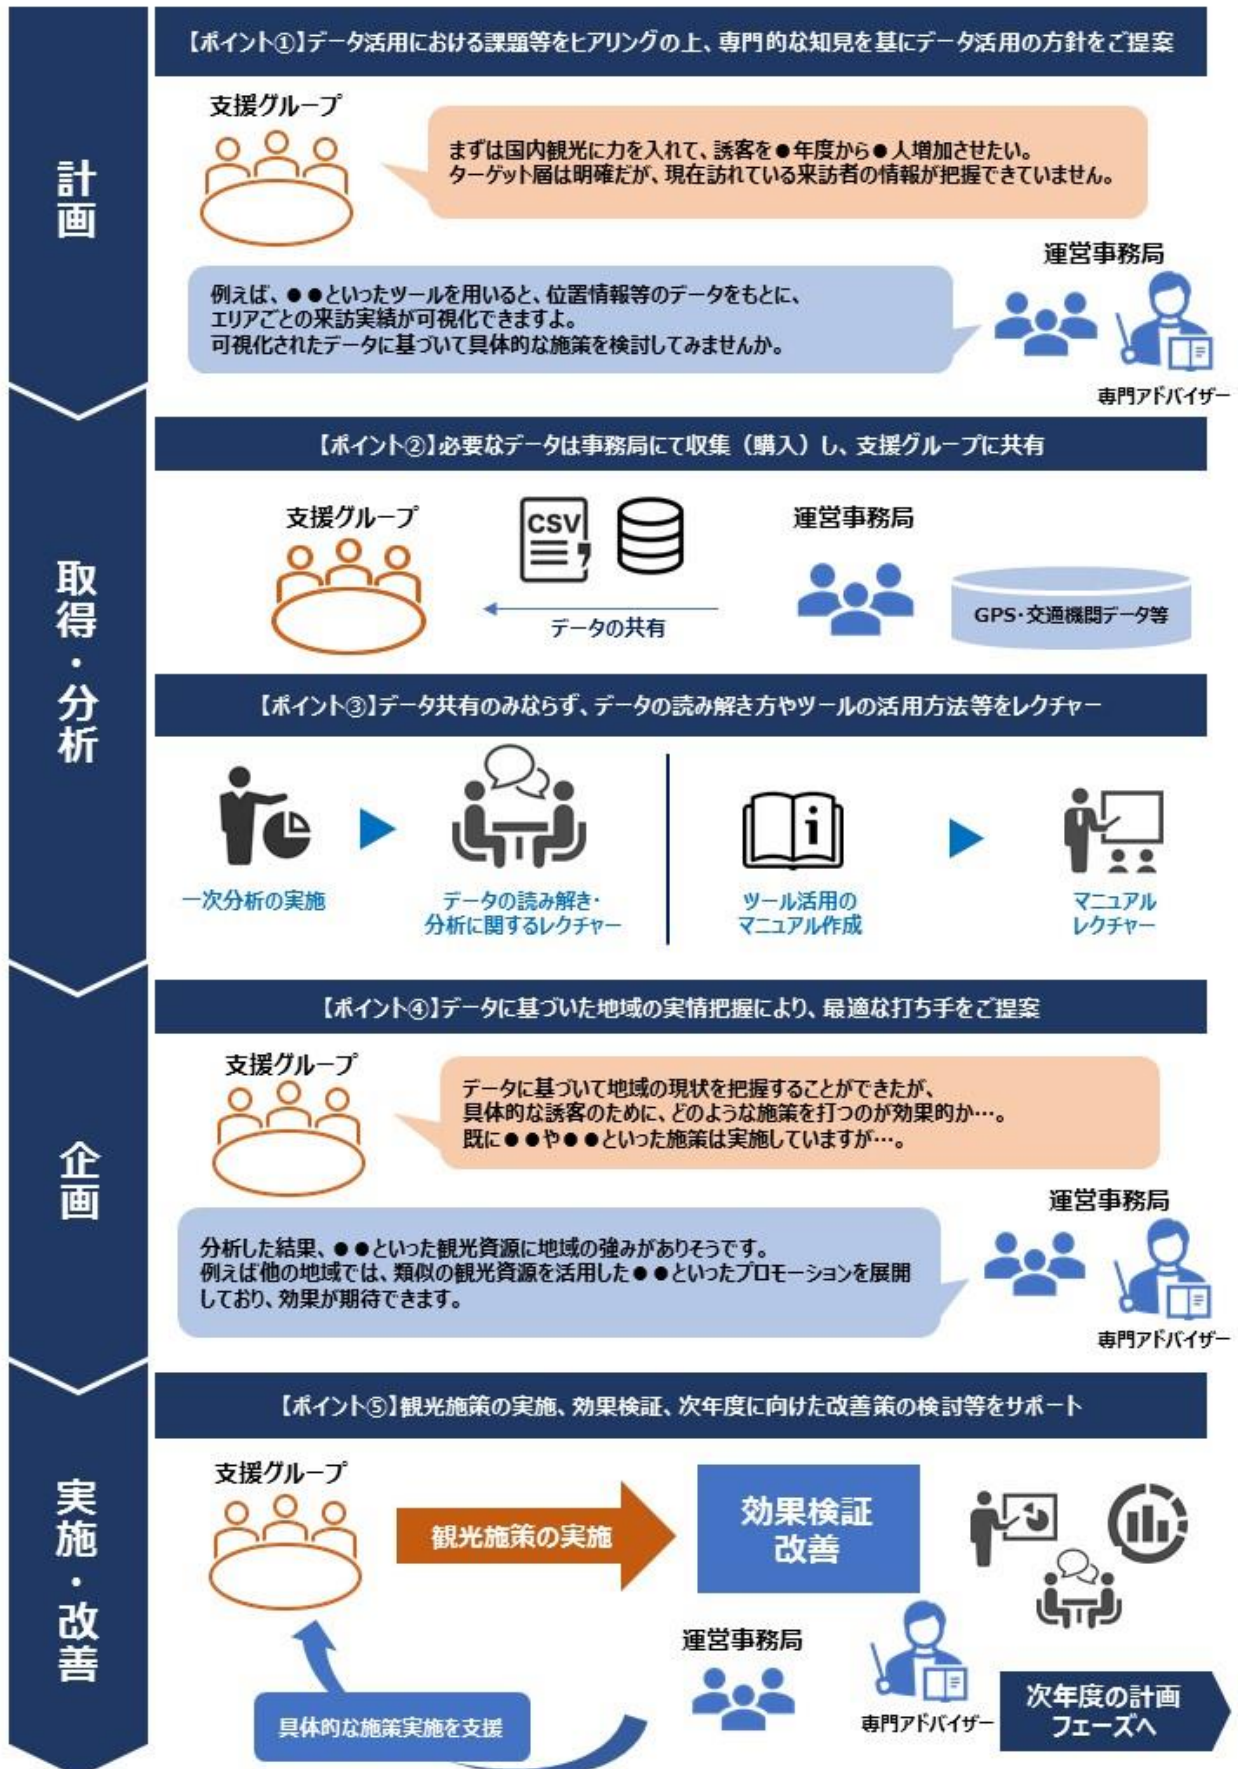 計画
【ポイント①】データ活用における課題等をヒアリングの上、専門的な知見を基にデータ活用の方針をご提案
支援グループ
まずは国内観光に力を入れて、誘客を●年度から●人増加させたい。
ターゲット層は明確だが、現在訪れている来訪者の情報が把握できていません。
運営事務局
例えば、●●といったツールを用いると、位置情報等のデータをもとに、
エリアごとの来訪実績が可視化できますよ。
可視化されたデータに基づいて具体的な施策を検討してみませんか。
専門アドバイザー
取得・分析
【ポイント②】必要なデータは事務局にて収集（購入）し、支援グループに共有
支援グループ
CSV
運営事務局
データの共有
GPS・交通機関データ等
【ポイント③】データ共有のみならず、データの読み解き方やツールの活用方法等をレクチャー
一次分析の実施
データの読み解き・
分析に関するレクチャー
i
ツール活用の
マニュアル作成
マニュアル
レクチャー
企画
【ポイント④】データに基づいた地域の実情把握により、最適な打ち手をご提案
支援グループ
データに基づいて地域の現状を把握することができたが、
具体的な誘客のために、どのような施策を打つのが効果的か…。
既に●●や●●といった施策は実施していますが…。
運営事務局
分析した結果、●●といった観光資源に地域の強みがありそうです。
例えば他の地域では、類似の観光資源を活用した●●といったプロモーションを展開
しており、効果が期待できます。
専門アドバイザー
実施・改善
【ポイント⑤】観光施策の実施、効果検証、次年度に向けた改善策の検討等をサポート
支援グループ
観光施策の実施
効果検証
改善
運営事務局
専門アドバイザー
具体的な施策実施を支援
次年度の計画
フェーズへ